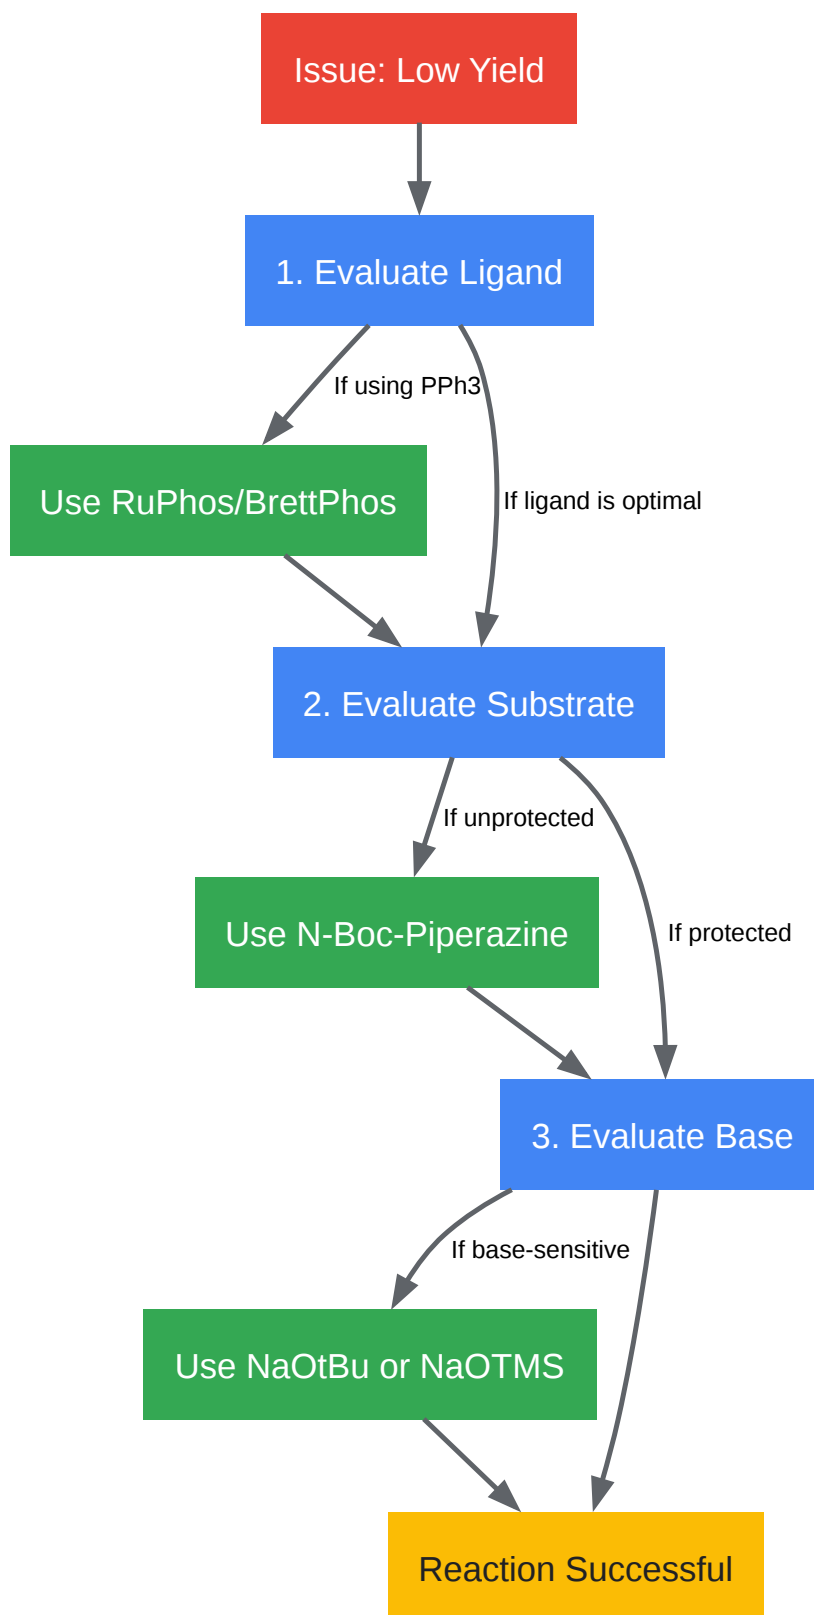 Issue: Low Yield
1. Evaluate Ligand
If using PPh3
Use RuPhos/BrettPhos
If ligand is optimal
2. Evaluate Substrate
If unprotected
Use N-Boc-Piperazine
If protected
3. Evaluate Base
If base-sensitive
Use NaOtBu or NaOTMS
Reaction Successful